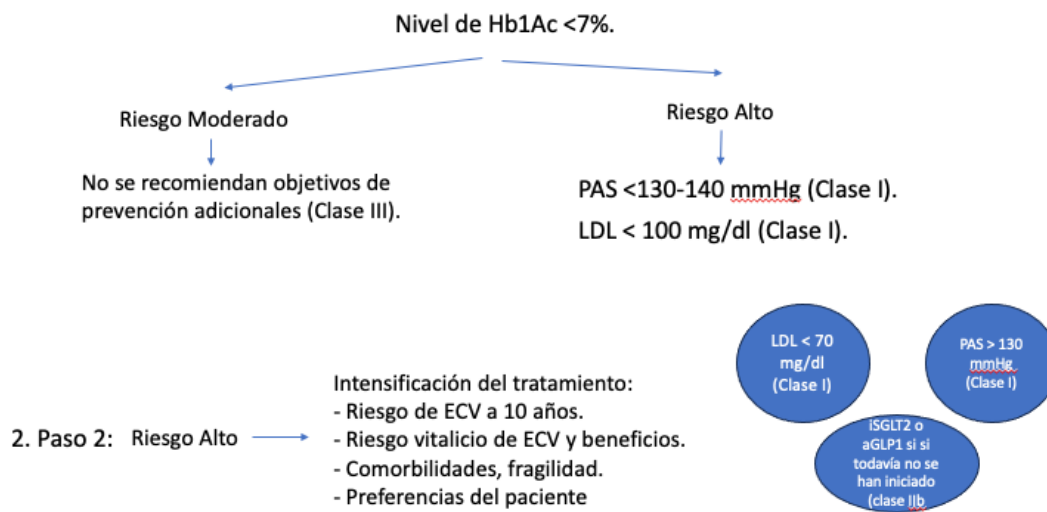 Nivel de Hb1Ac <7%.
Riesgo Moderado
Riesgo Alto
No se recomiendan objetivos de
prevención adicionales (Clase III).
PAS <130-140 mmHg (Clase I).
LDL < 100 mg/dl (Clase I).
2. Paso 2:
Riesgo Alto
Intensificación del tratamiento:
- Riesgo de ECV a 10 años.
- Riesgo vitalicio de ECV y beneficios.
- Comorbilidades, fragilidad.
- Preferencias del paciente
LDL < 70
mg/dl
(Clase I)
PAS > 130
mmHg
(Clase I)
iSGLT2 o
aGLP1 si si
todavía no se
han iniciado
(clase IIb